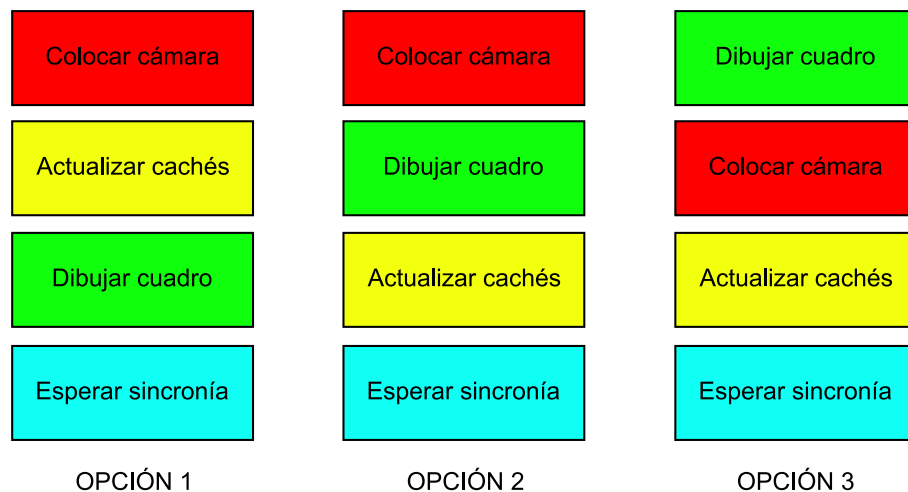 Colocar cámara
Actualizar cachés
Dibujar cuadro
Esperar sincronía
OPCIÓN 1
Colocar cámara
Dibujar cuadro
Actualizar cachés
Esperar sincronía
OPCIÓN 2
Dibujar cuadro
Colocar cámara
Actualizar cachés
Esperar sincronía
OPCIÓN 3